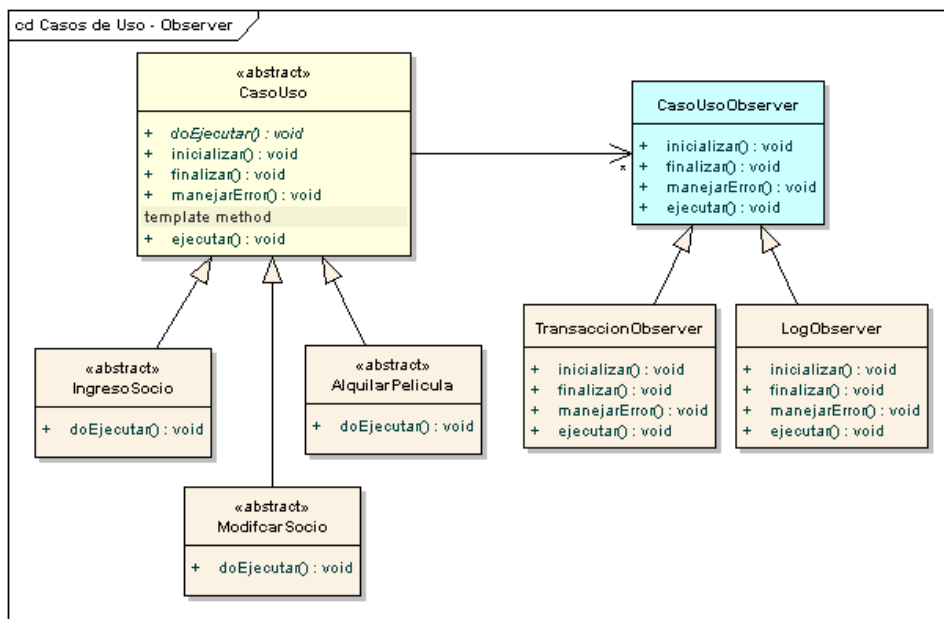 cd Casos de Uso - Observer
«abstract»
CasoUso
+ doEjecutar() : void
+ inicializar() : void
+ finalizar() : void
+ manejarError() : void
template method
+ ejecutar() : void
CasoUsoObserver
+ inicializar() : void
+ finalizar() : void
+ manejarError() : void
+ ejecutar() : void
*
«abstract»
IngresoSocio
+ doEjecutar() : void
«abstract»
AlquilarPelicula
+ doEjecutar() : void
«abstract»
ModifcarSocio
+ doEjecutar() : void
TransaccionObserver
+ inicializar() : void
+ finalizar() : void
+ manejarError() : void
+ ejecutar() : void
LogObserver
+ inicializar() : void
+ finalizar() : void
+ manejarError() : void
+ ejecutar() : void